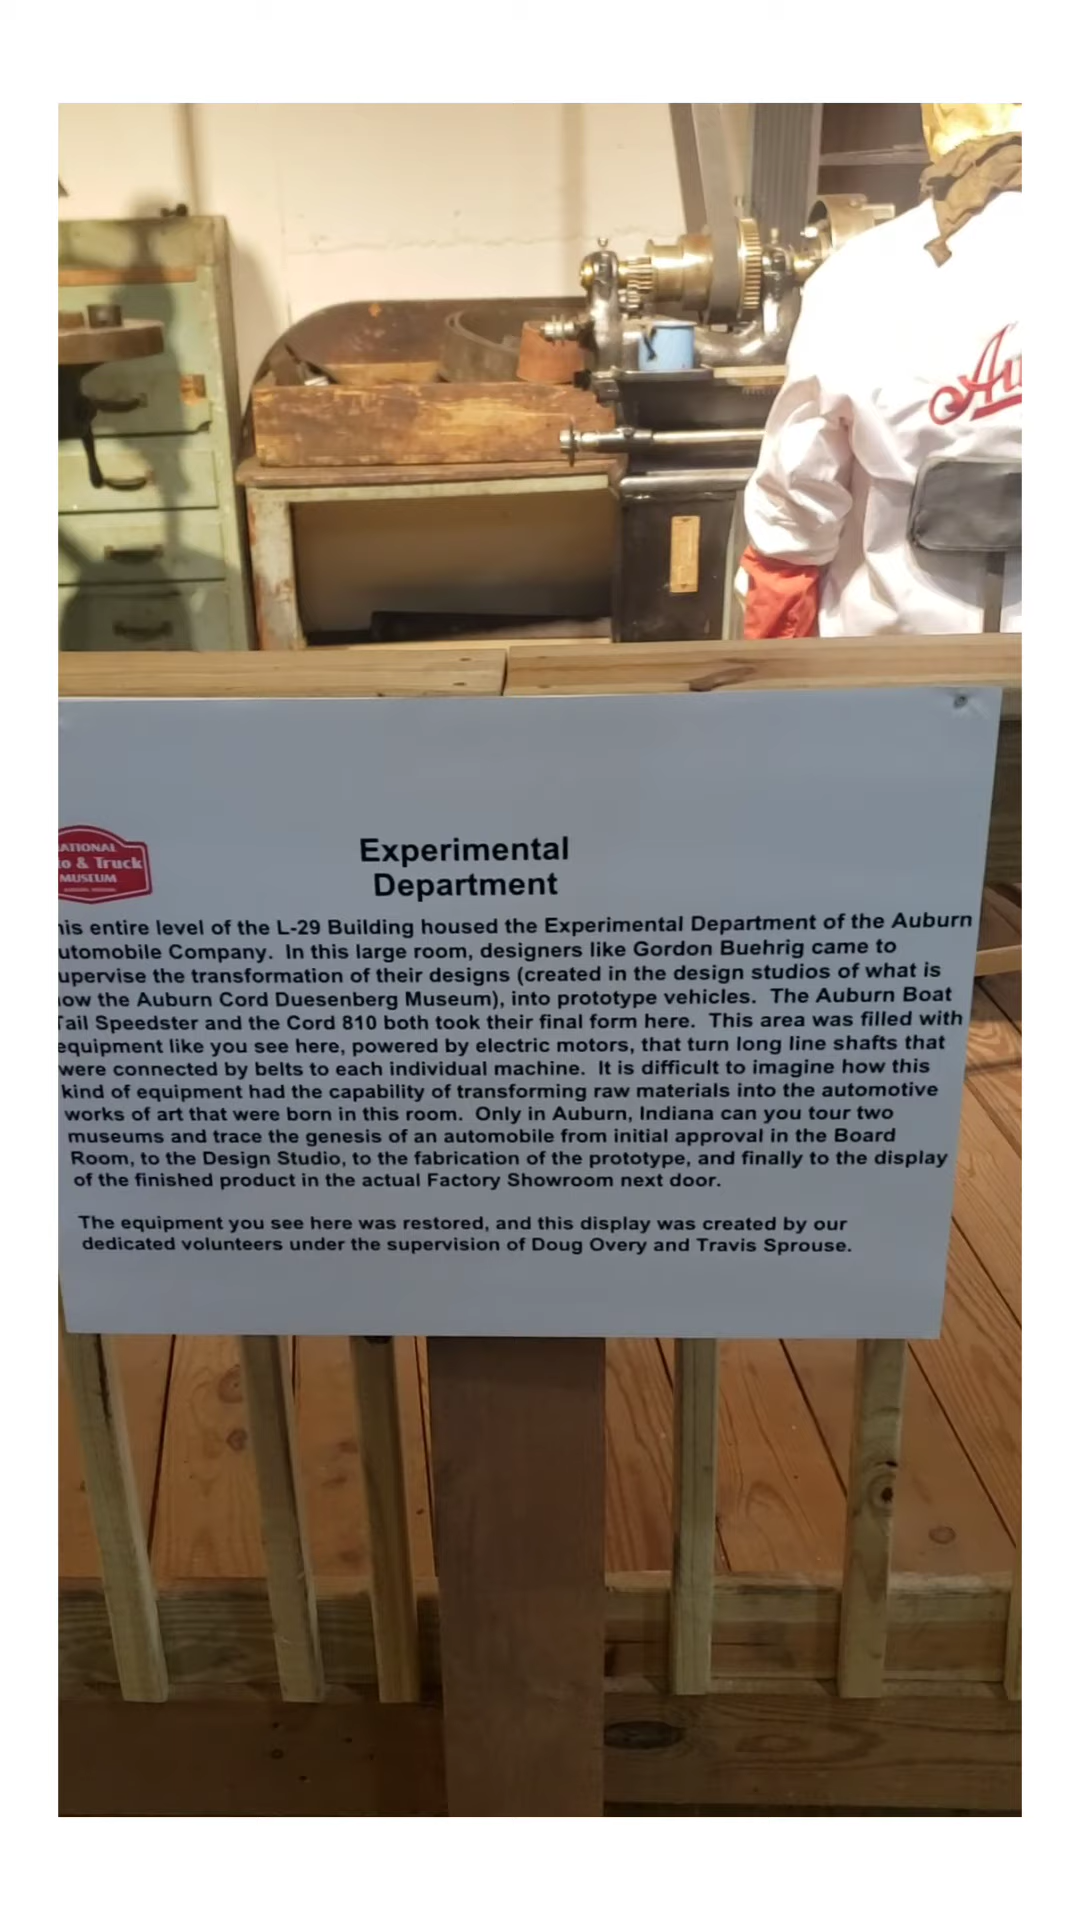 Au
ATIONAL
o & Truck
MUSEUM
Experimental
Department
his entire level of the L-29 Building housed the Experimental Department of the Auburn
utomobile Company. In this large room, designers like Gordon Buehrig came to
upervise the transformation of their designs (created in the design studios of what is
ow the Auburn Cord Duesenberg Museum), into prototype vehicles. The Auburn Boat
Tail Speedster and the Cord 810 both took their final form here. This area was filled with
equipment like you see here, powered by electric motors, that turn long line shafts that
were connected by belts to each individual machine. It is difficult to imagine how this
kind of equipment had the capability of transforming raw materials into the automotive
works of art that were born in this room. Only in Auburn, Indiana can you tour two
museums and trace the genesis of an automobile from initial approval in the Board
Room, to the Design Studio, to the fabrication of the prototype, and finally to the display
of the finished product in the actual Factory Showroom next door.
The equipment you see here was restored, and this display was created by our
dedicated volunteers under the supervision of Doug Overy and Travis Sprouse.